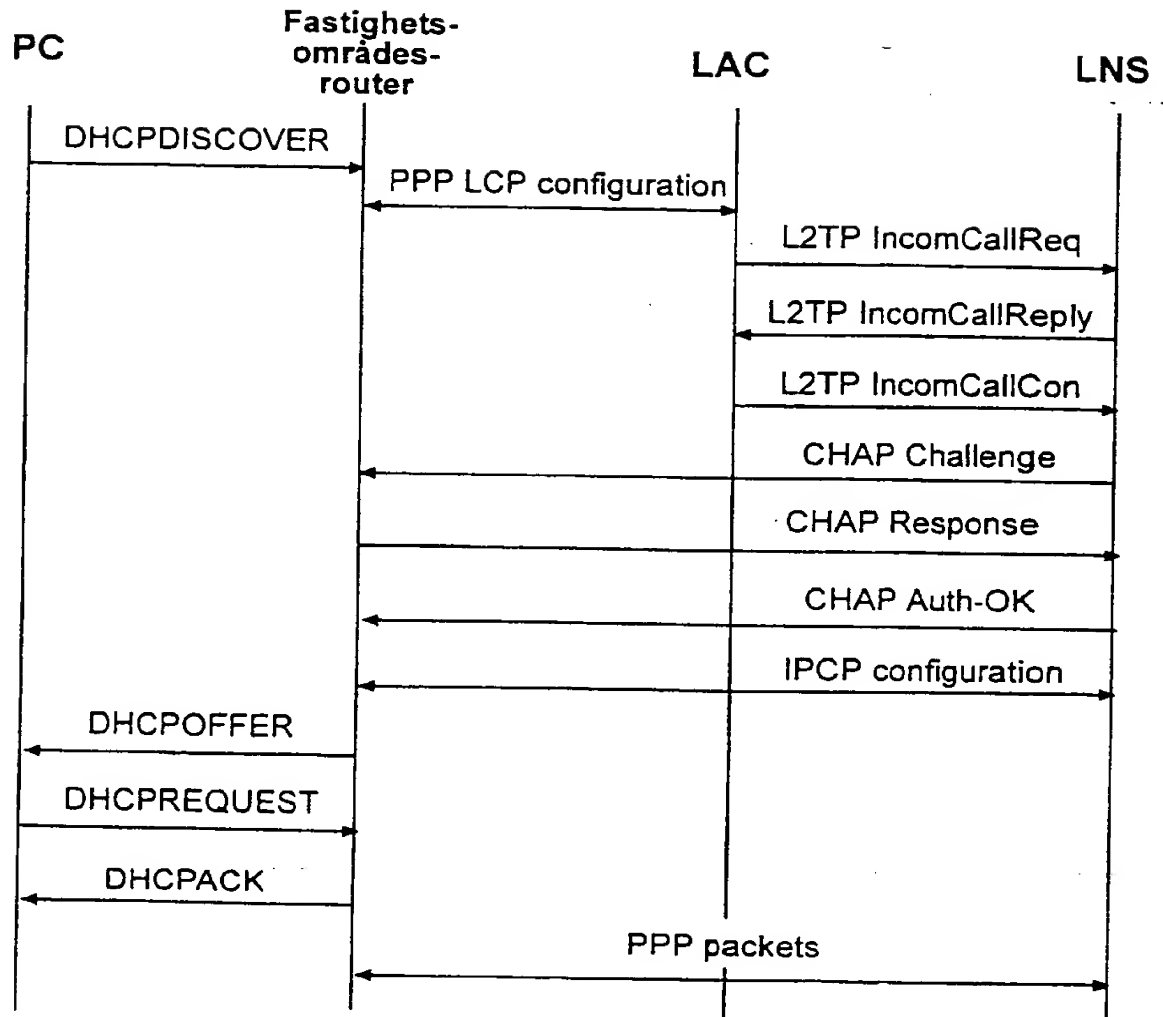 PC
Fastighets-
områdes-
router
LAC
LNS
DHCPDISCOVER
PPP LCP configuration
L2TP IncomCallReq
L2TP IncomCallReply
L2TP IncomCallCon
CHAP Challenge
CHAP Response
CHAP Auth-OK
IPCP configuration
DHCPOFFER
DHCPREQUEST
DHCPACK
PPP packets